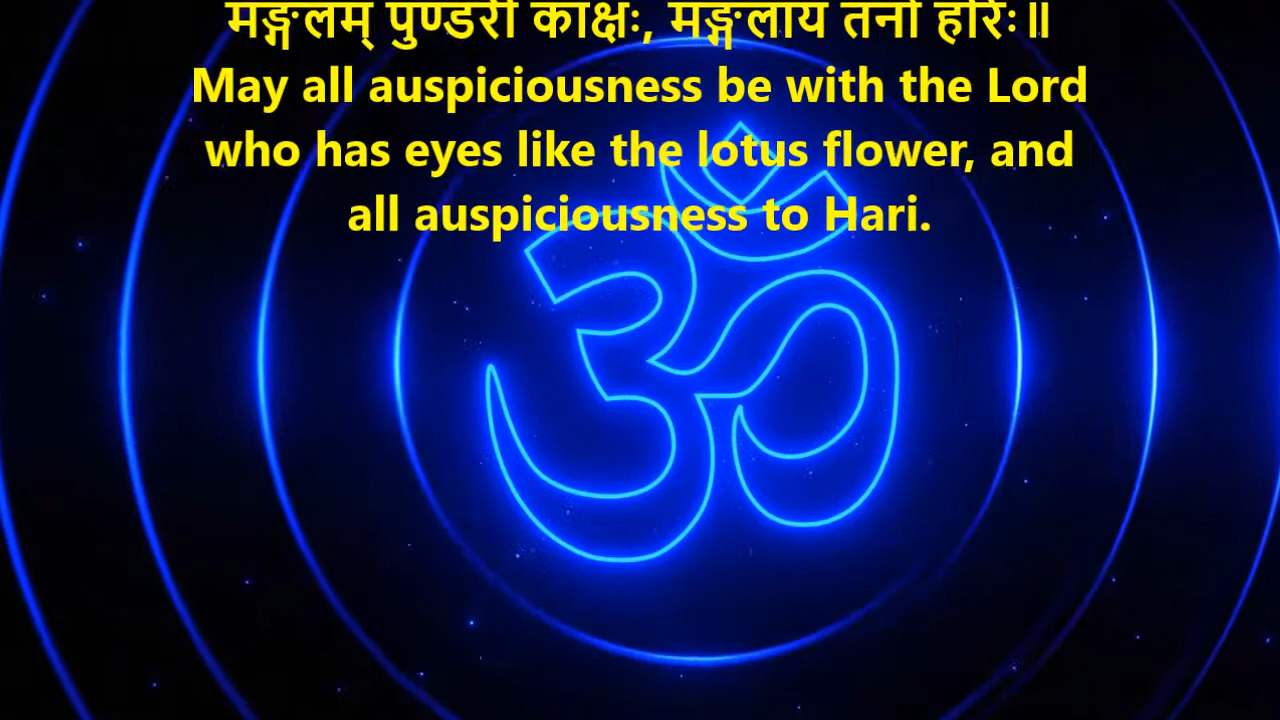 मङ्गलम् पुण्डरी काक्षः, मङ्गलाय तनो हरिः॥
May all auspiciousness be with the Lord
who has eyes like the lotus flower, and
all auspiciousness to Hari.
ॐ